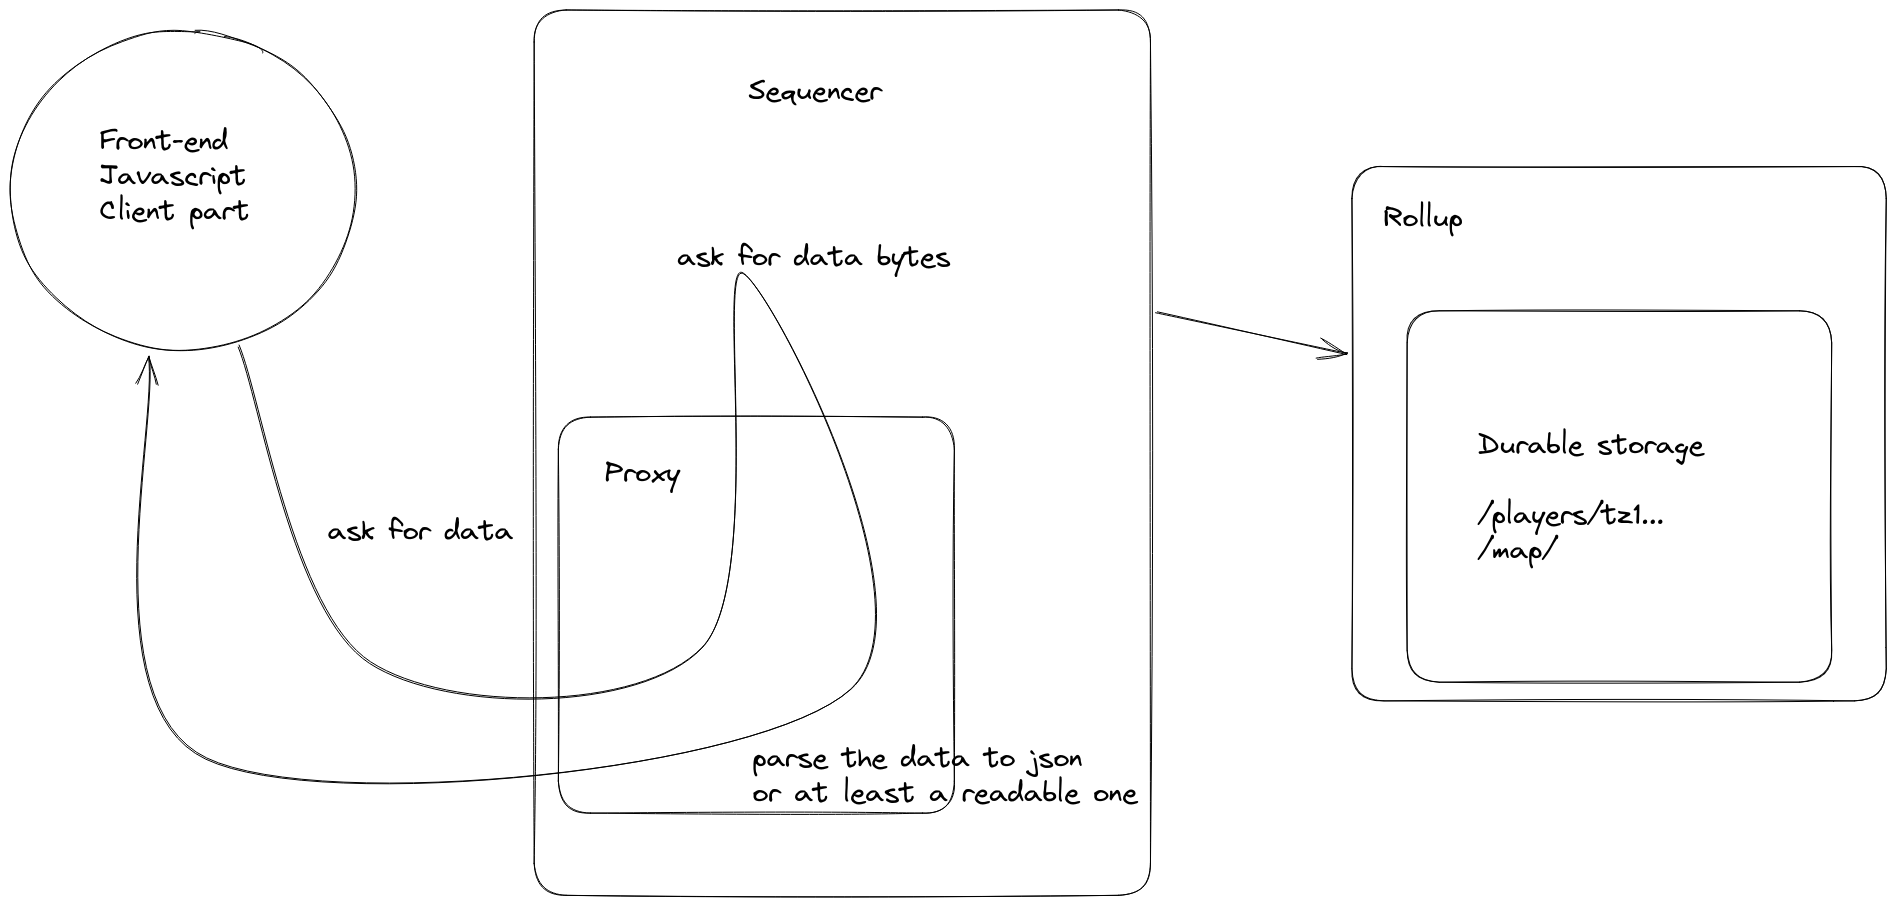 Front-end
Javascript
Client part
Sequencer
ask for data bytes
Proxy
ask for data
parse the data to json
or at least a readable one
Rollup
Durable storage
/players/tz1...
/map/